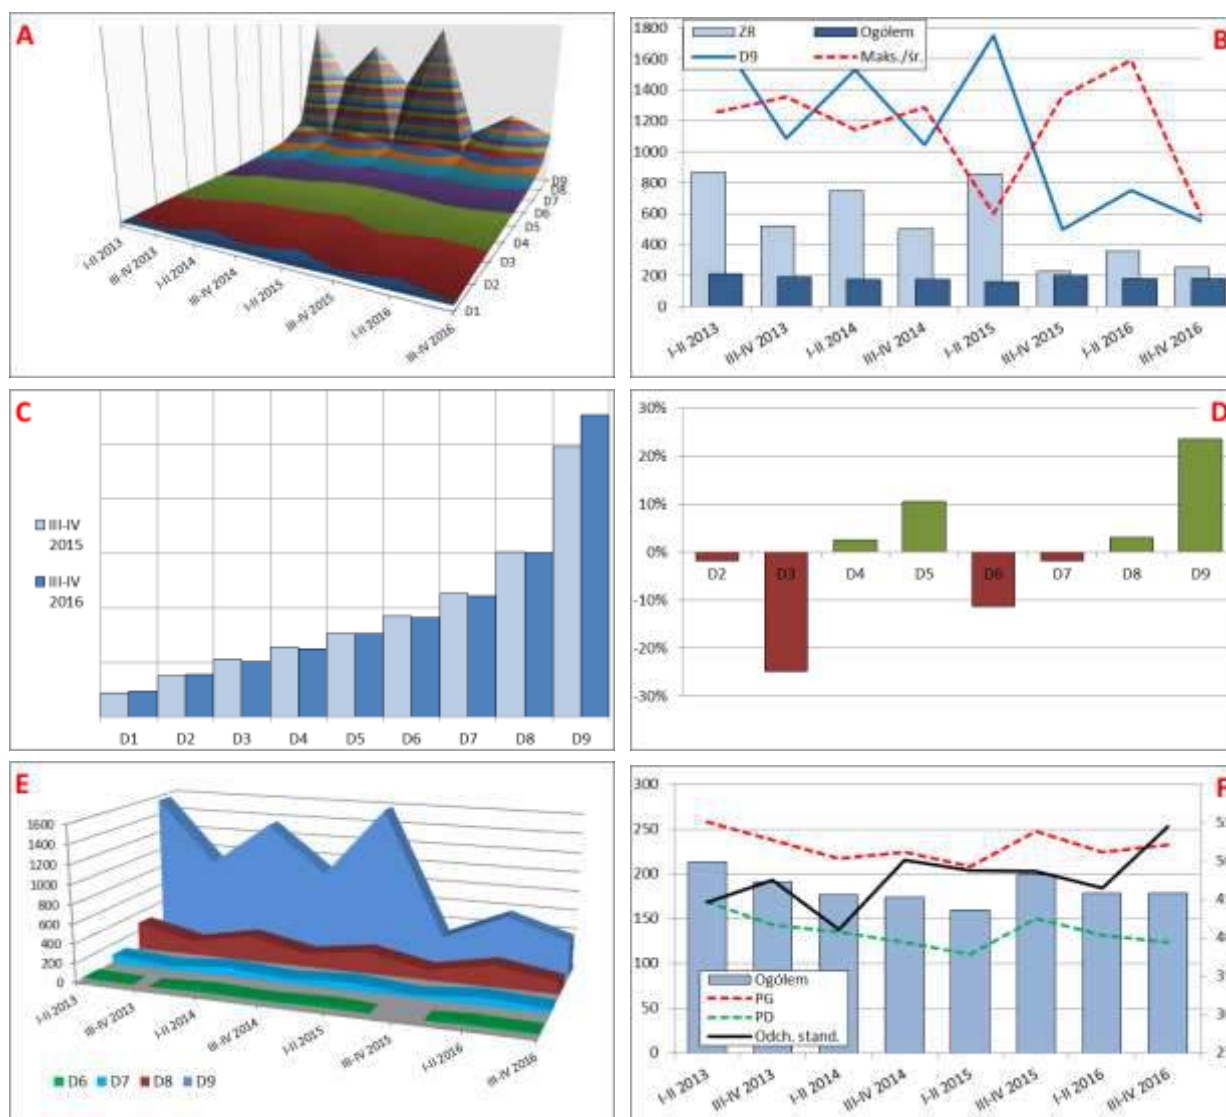 A
I-II 2013
III-IV 2013
I-II 2014
III-IV 2014
I-II 2015
III-IV 2015
I-II 2016
III-IV 2016
D1
D2
D3
D4
D5
D6
D7
D8
D9
B
ZR
Ogółem
D9
Maks./śr.
1800
1600
1400
1200
1000
800
600
400
200
0
I-II 2013
III-IV 2013
I-II 2014
III-IV 2014
I-II 2015
III-IV 2015
I-II 2016
III-IV 2016
C
III-IV
2015
III-IV
2016
D1 D2 D3 D4 D5 D6 D7 D8 D9
D
30%
20%
10%
0%
-10%
-20%
-30%
D2 D3 D4 D5 D6 D7 D8 D9
E
1600
1400
1200
1000
800
600
400
200
0
I-II 2013
III-IV 2013
I-II 2014
III-IV 2014
I-II 2015
III-IV 2015
I-II 2016
III-IV 2016
D6 D7 D8 D9
F
300
250
200
150
100
50
0
Ogółem
PG
PD
Odch. stand.
I-II 2013
III-IV 2013
I-II 2014
III-IV 2014
I-II 2015
III-IV 2015
I-II 2016
III-IV 2016